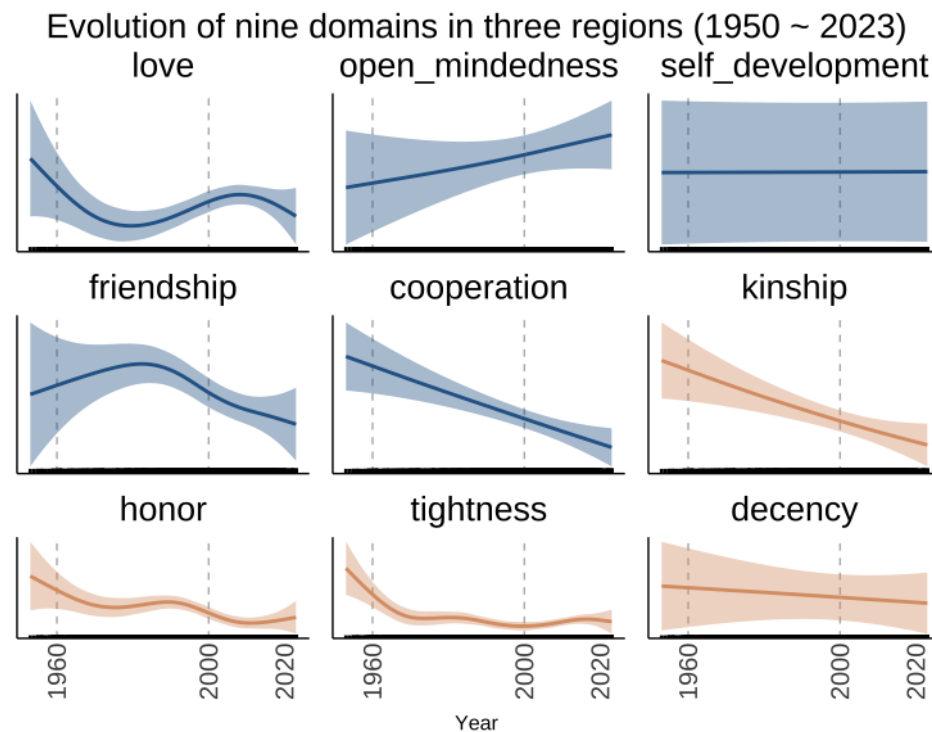 Evolution of nine domains in three regions (1950 ~ 2023)
love open_mindedness self_development
friendship cooperation kinship
honor tightness decency
1960 2000 2020 1960 2000 2020 1960 2000 2020
Year